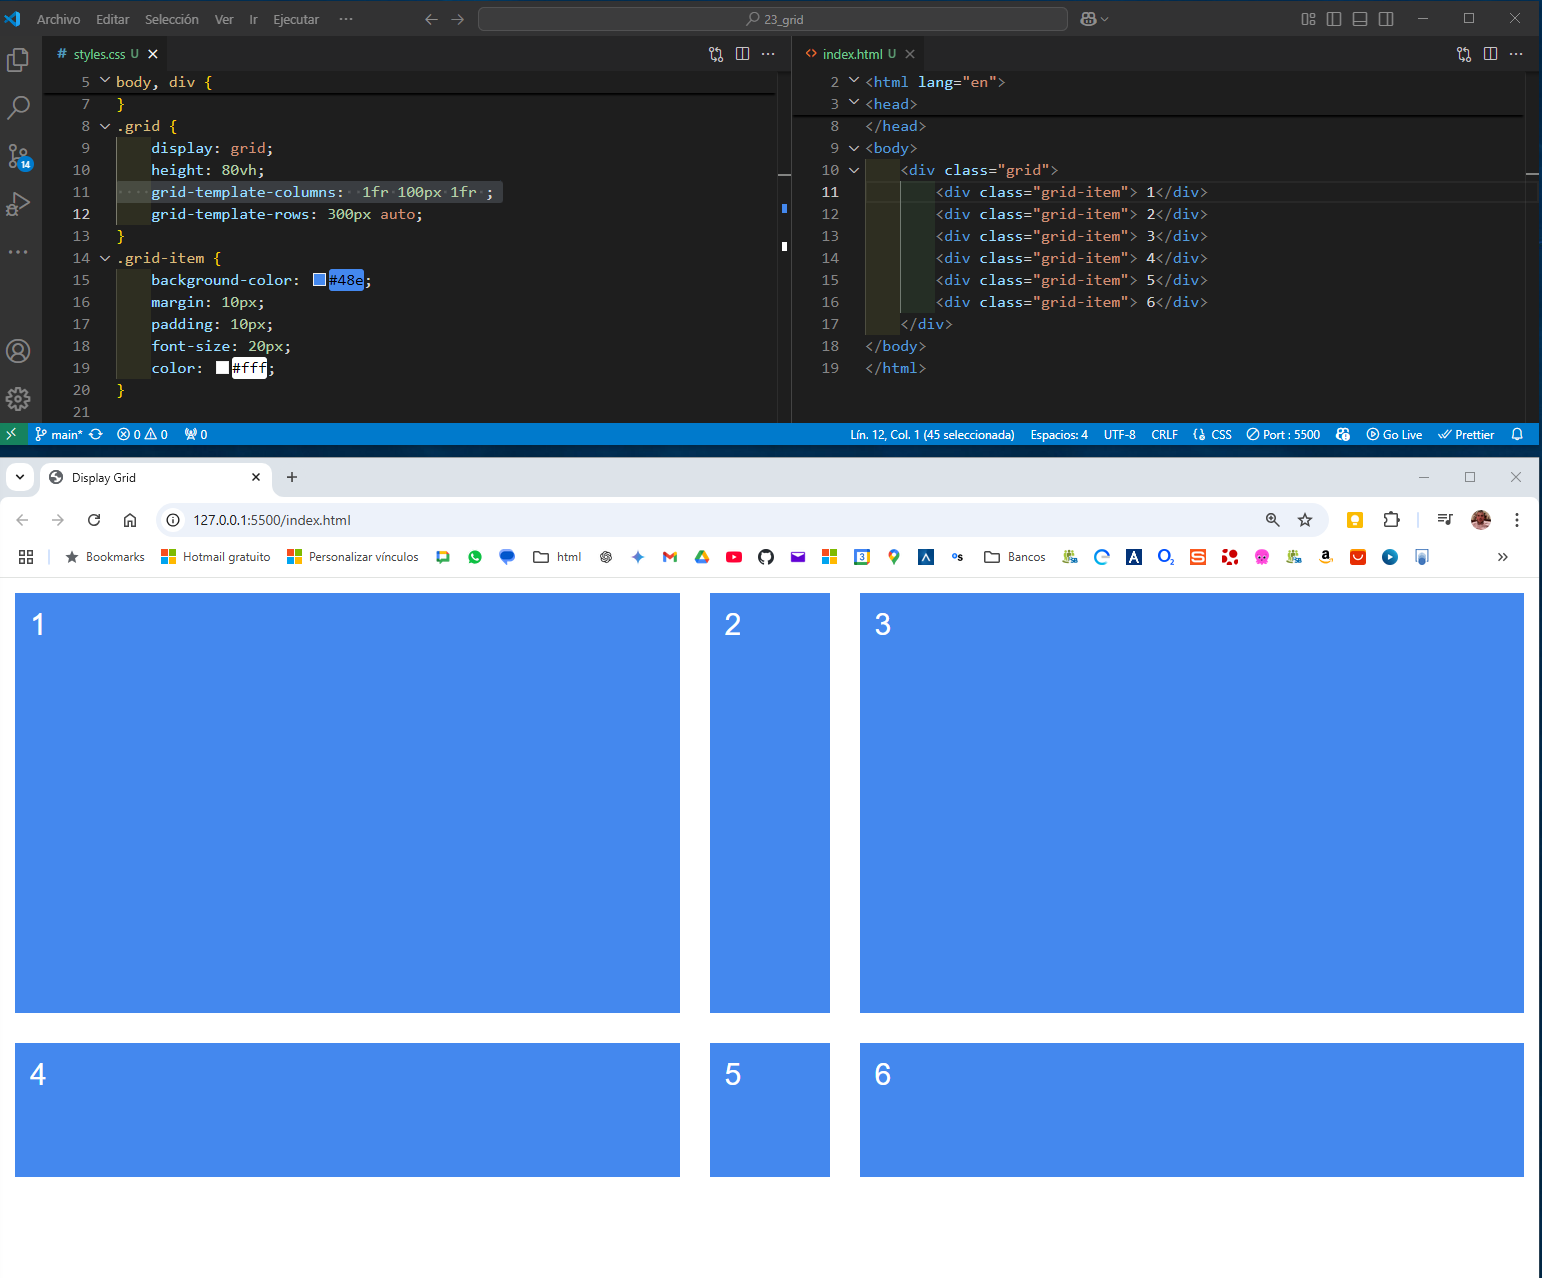 Archivo Editar Selección Ver Ir Ejecutar ··· 23_grid
# styles.css U
5 body, div {
7 }
8 .grid {
9 display: grid;
10 height: 80vh;
11 grid-template-columns:  1fr 100px 1fr ;
12 grid-template-rows: 300px auto;
13 }
14 .grid-item {
15 background-color: #48e;
16 margin: 10px;
17 padding: 10px;
18 font-size: 20px;
19 color: #fff;
20 }
21
<> index.html U
2 <html lang="en">
3 <head>
8 </head>
9 <body>
10 <div class="grid">
11 <div class="grid-item"> 1</div>
12 <div class="grid-item"> 2</div>
13 <div class="grid-item"> 3</div>
14 <div class="grid-item"> 4</div>
15 <div class="grid-item"> 5</div>
16 <div class="grid-item"> 6</div>
17 </div>
18 </body>
19 </html>
14
main* 0 0 0 Lín. 12, Col. 1 (45 seleccionada) Espacios: 4 UTF-8 CRLF {} CSS Port : 5500 Go Live Prettier
Display Grid
127.0.0.1:5500/index.html
Bookmarks Hotmail gratuito Personalizar vínculos html Bancos
1 2 3
4 5 6